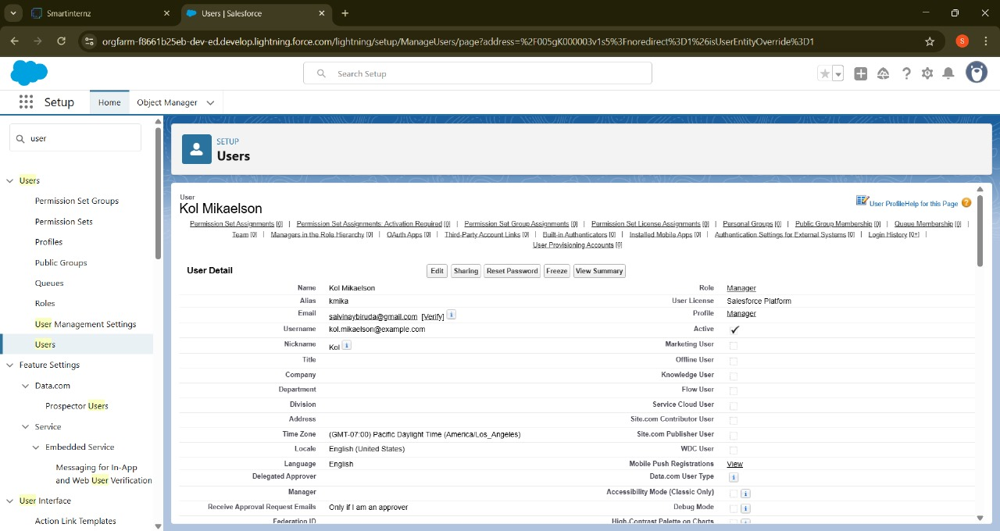 Smartinternz
Users | Salesforce
orgfarm-f8661b25eb-dev-ed.develop.lightning.force.com/lightning/setup/ManageUsers/page?address=%2F005gK000003v1s5%3Fnoredirect%3D1%26isUserEntityOverride%3D1
S
Search Setup
Setup
Home
Object Manager
user
Users
Permission Set Groups
Permission Sets
Profiles
Public Groups
Queues
Roles
User Management Settings
Users
Feature Settings
Data.com
Prospector Users
Service
Embedded Service
Messaging for In-App
and Web User Verification
User Interface
Action Link Templates
SETUP
Users
User
Kol Mikaelson
User Profile Help for this Page
Permission Set Assignments [0] | Permission Set Assignments: Activation Required [0] | Permission Set Group Assignments [0] | Permission Set License Assignments [0] | Personal Groups [0] | Public Group Membership [0] | Queue Membership [0] |
Team [0] | Managers in the Role Hierarchy [0] | OAuth Apps [0] | Third-Party Account Links [0] | Built-in Authenticators [0] | Installed Mobile Apps [0] | Authentication Settings for External Systems [0] | Login History [0+] |
User Provisioning Accounts [0]
User Detail Edit Sharing Reset Password Freeze View Summary
Name Kol Mikaelson Role Manager
Alias kmika User License Salesforce Platform
Email saivinaybiruda@gmail.com [Verify] Profile Manager
Username kol.mikaelson@example.com Active
Nickname Kol Marketing User
Title Offline User
Company Knowledge User
Department Flow User
Division Service Cloud User
Address Site.com Contributor User
Time Zone (GMT-07:00) Pacific Daylight Time (America/Los_Angeles) Site.com Publisher User
Locale English (United States) WDC User
Language English Mobile Push Registrations View
Delegated Approver Data.com User Type
Manager Accessibility Mode (Classic Only)
Receive Approval Request Emails Only if I am an approver Debug Mode
Federation ID High-Contrast Palette on Charts